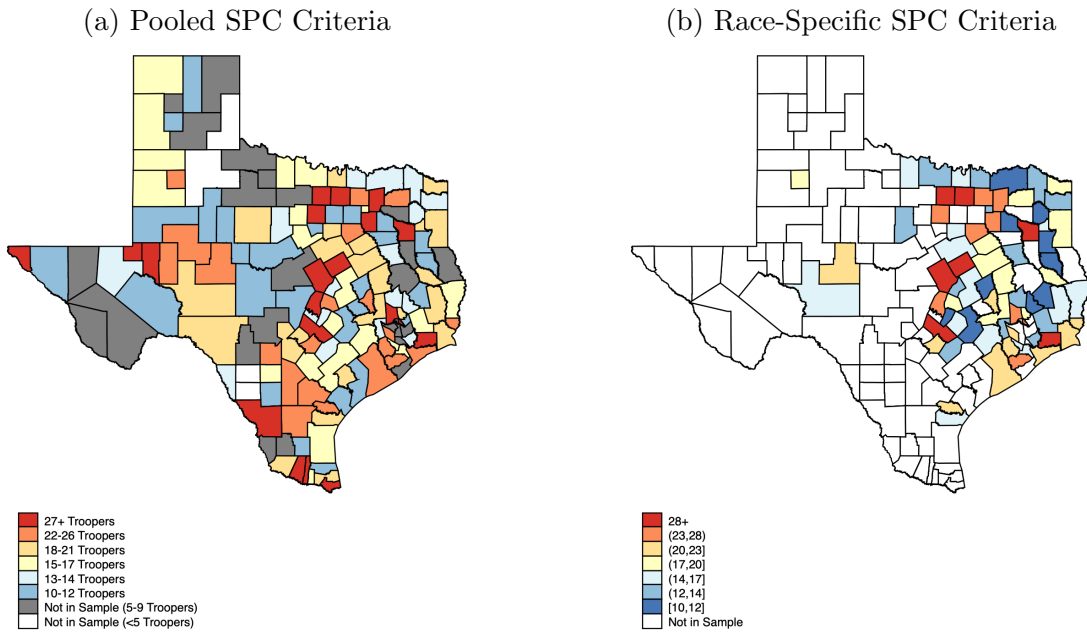 (a) Pooled SPC Criteria
(b) Race-Specific SPC Criteria
27+ Troopers
22-26 Troopers
18-21 Troopers
15-17 Troopers
13-14 Troopers
10-12 Troopers
Not in Sample (5-9 Troopers)
Not in Sample (<5 Troopers)
28+
(23,28)
(20,23]
(17,20]
(14,17]
(12,14]
[10,12]
Not in Sample